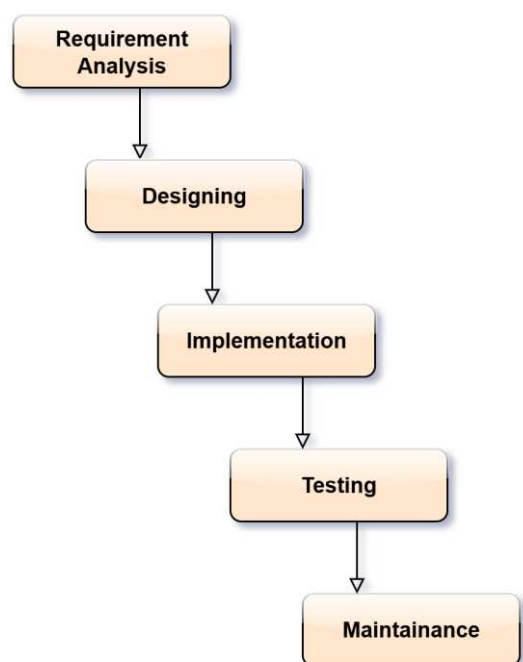 Requirement
Analysis
Designing
Implementation
Testing
Maintainance